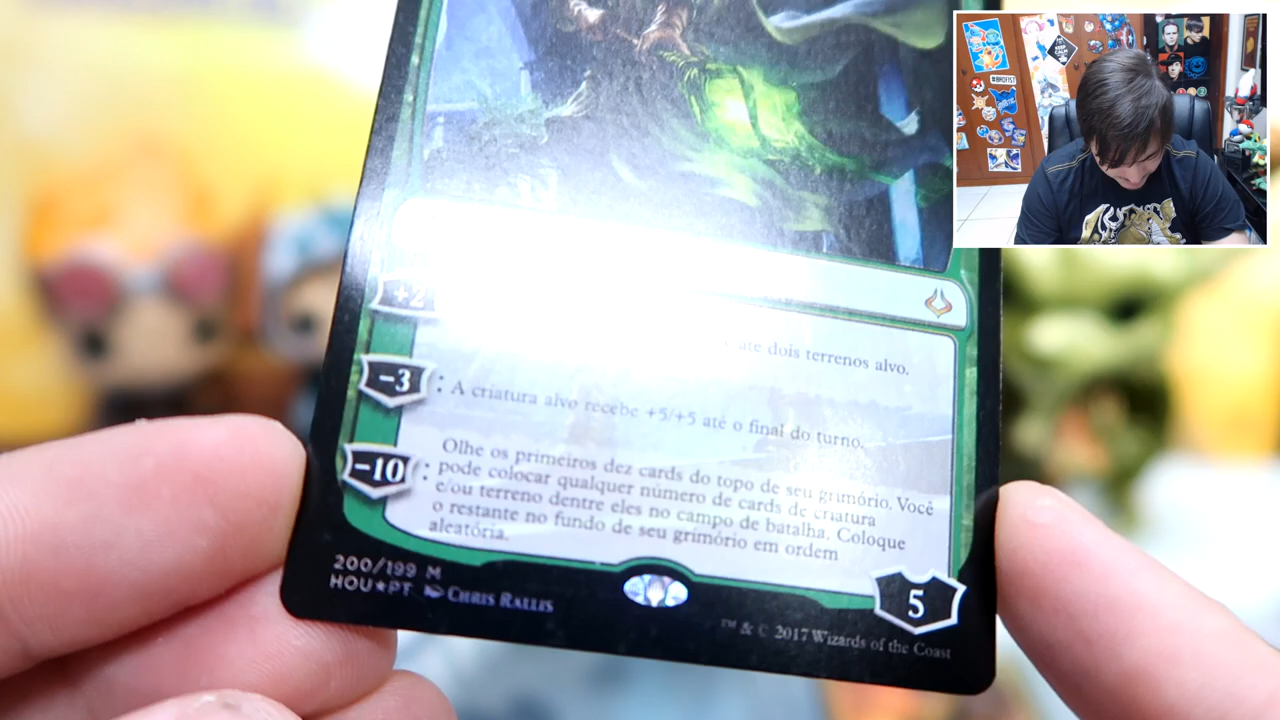 +2
até dois terrenos alvo.
−3 : A criatura alvo recebe +5/+5 até o final do turno.
−10 : Olhe os primeiros dez cards do topo de seu grimório. Você
pode colocar qualquer número de cards de criatura
e/ou terreno dentre eles no campo de batalha. Coloque
o restante no fundo de seu grimório em ordem
aleatória.
200/199 M
HOU★PT Chris Rallis
5
™ & © 2017 Wizards of the Coast
KEEP CALM